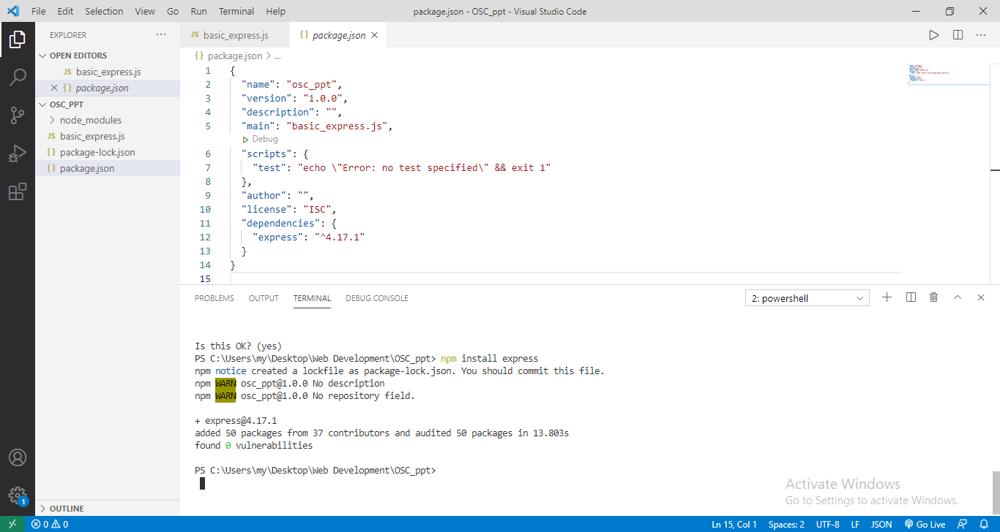 File Edit Selection View Go Run Terminal Help package.json - OSC_ppt - Visual Studio Code
EXPLORER
OPEN EDITORS
JS basic_express.js
{} package.json
OSC_PPT
node_modules
JS basic_express.js
{} package-lock.json
{} package.json
OUTLINE
JS basic_express.js {} package.json
{} package.json > ...
1 {
2 "name": "osc_ppt",
3 "version": "1.0.0",
4 "description": "",
5 "main": "basic_express.js",
Debug
6 "scripts": {
7 "test": "echo \"Error: no test specified\" && exit 1"
8 },
9 "author": "",
10 "license": "ISC",
11 "dependencies": {
12 "express": "^4.17.1"
13 }
14 }
15
PROBLEMS OUTPUT TERMINAL DEBUG CONSOLE 2: powershell
Is this OK? (yes)
PS C:\Users\my\Desktop\Web Development\OSC_ppt> npm install express
npm notice created a lockfile as package-lock.json. You should commit this file.
npm WARN osc_ppt@1.0.0 No description
npm WARN osc_ppt@1.0.0 No repository field.
+ express@4.17.1
added 50 packages from 37 contributors and audited 50 packages in 13.803s
found 0 vulnerabilities
PS C:\Users\my\Desktop\Web Development\OSC_ppt>
Activate Windows
Go to Settings to activate Windows.
1
0 0 Ln 15, Col 1 Spaces: 2 UTF-8 LF JSON Go Live